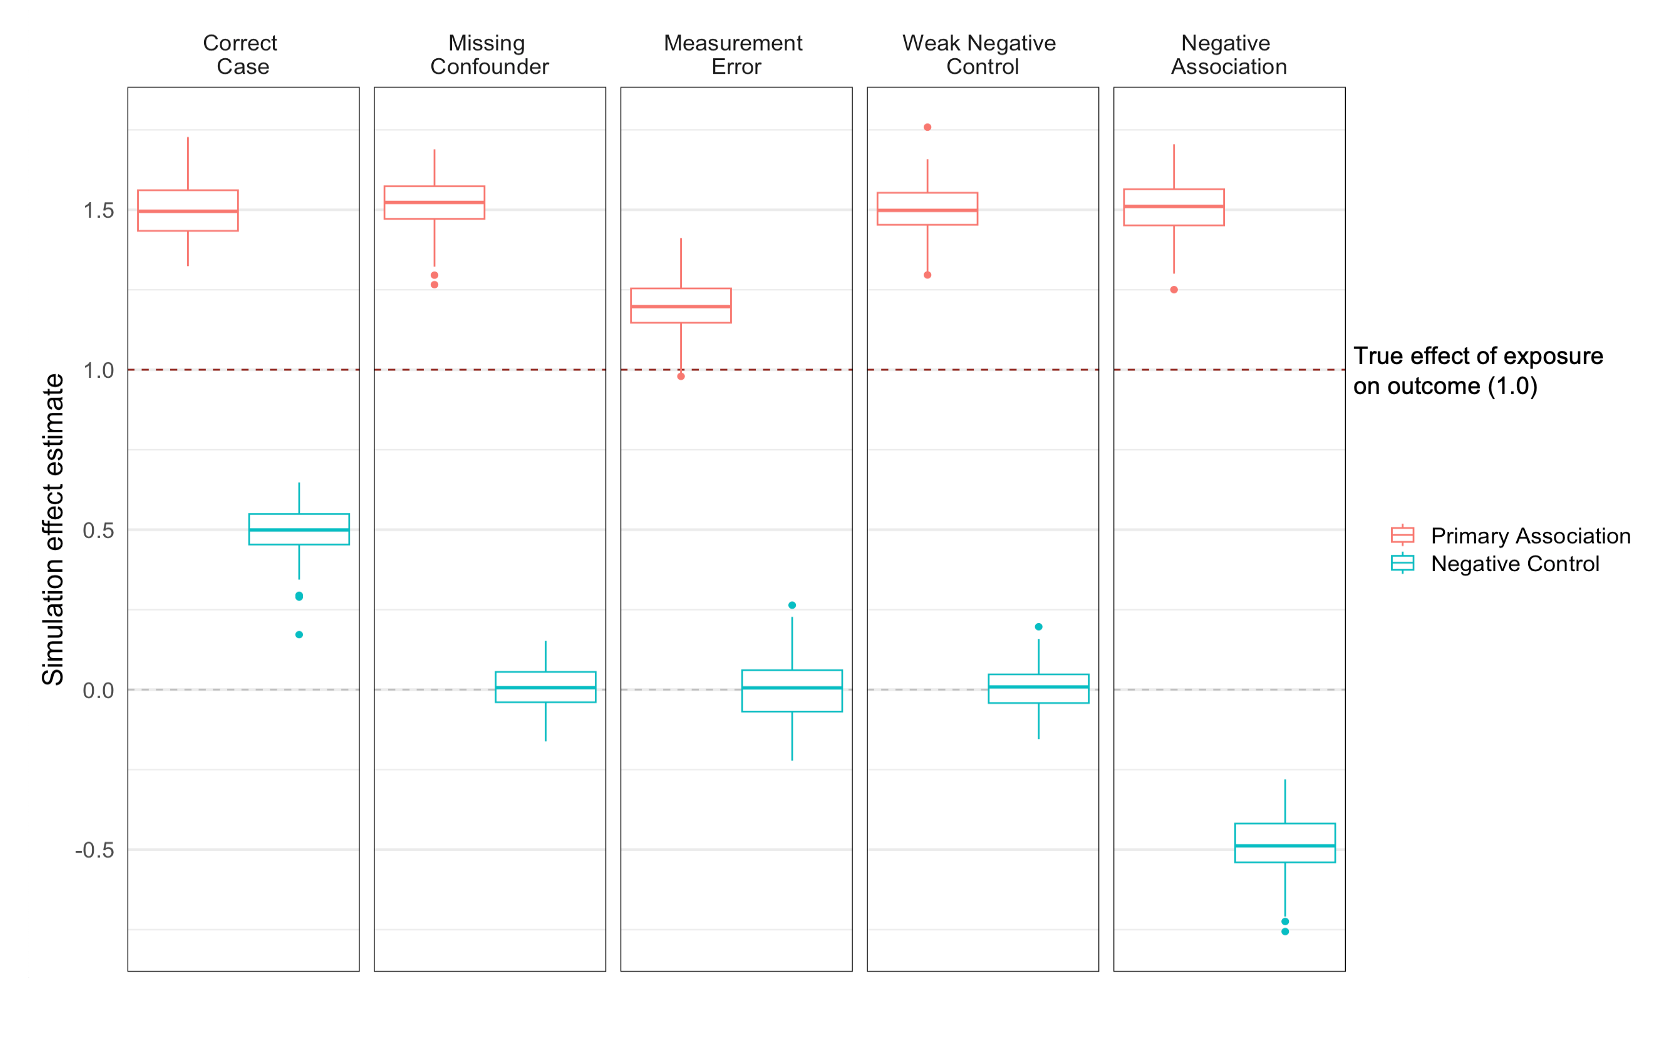 Correct
Case
Missing
Confounder
Measurement
Error
Weak Negative
Control
Negative
Association
Simulation effect estimate
1.5
1.0
0.5
0.0
-0.5
True effect of exposure
on outcome (1.0)
Primary Association
Negative Control